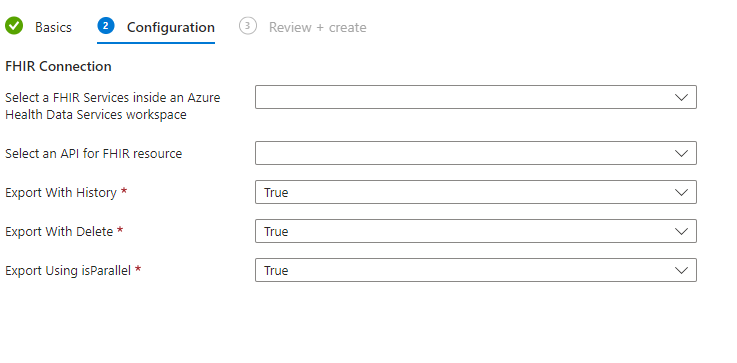 Basics 2 Configuration 3 Review + create
FHIR Connection
Select a FHIR Services inside an Azure
Health Data Services workspace
Select an API for FHIR resource
Export With History * True
Export With Delete * True
Export Using isParallel * True